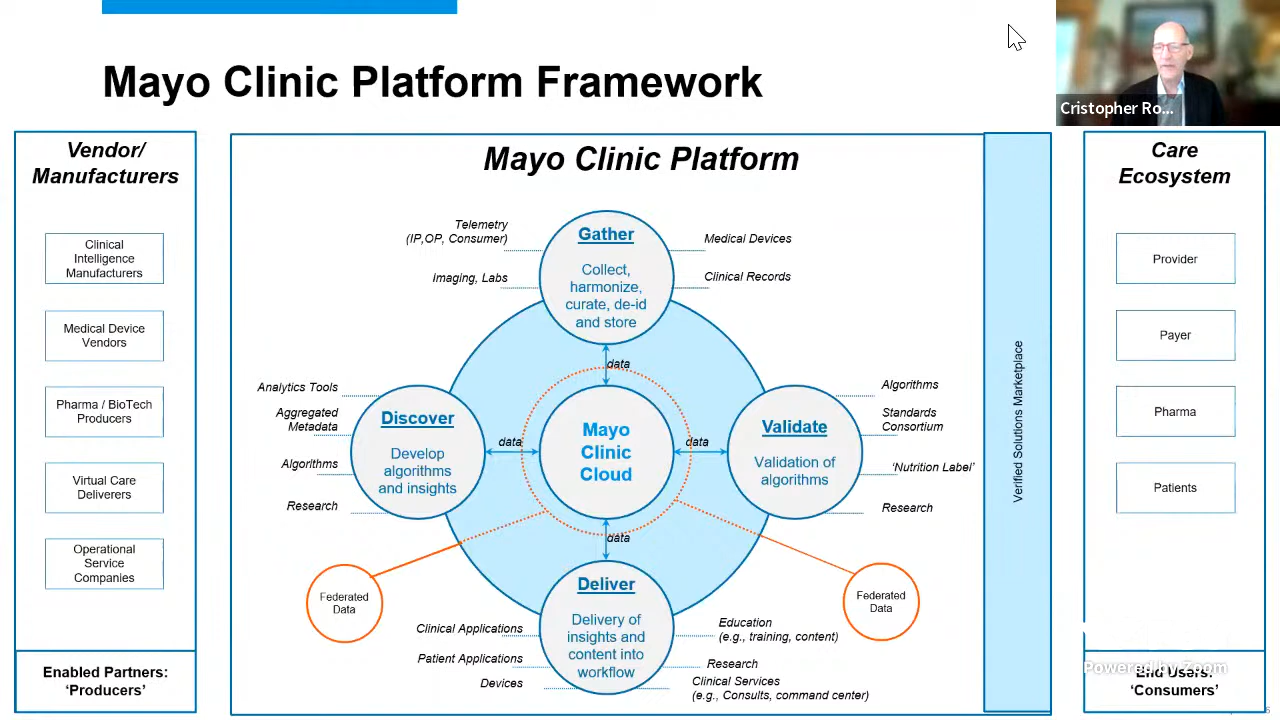 Mayo Clinic Platform Framework
Cristopher Ro...
Vendor/
Manufacturers
Clinical
Intelligence
Manufacturers
Medical Device
Vendors
Pharma / BioTech
Producers
Virtual Care
Deliverers
Operational
Service
Companies
Enabled Partners:
‘Producers’
Mayo Clinic Platform
Telemetry
(IP,OP, Consumer)
Imaging, Labs
Gather
Collect,
harmonize,
curate, de-id
and store
Medical Devices
Clinical Records
data
Analytics Tools
Aggregated
Metadata
Algorithms
Research
Discover
Develop
algorithms
and insights
data
Mayo
Clinic
Cloud
data
Validate
Validation of
algorithms
Algorithms
Standards
Consortium
‘Nutrition Label’
Research
data
Federated
Data
Federated
Data
Clinical Applications
Patient Applications
Devices
Deliver
Delivery of
insights and
content into
workflow
Education
(e.g., training, content)
Research
Clinical Services
(e.g., Consults, command center)
Verified Solutions Marketplace
Care
Ecosystem
Provider
Payer
Pharma
Patients
Powered by Zoom
End Users:
‘Consumers’